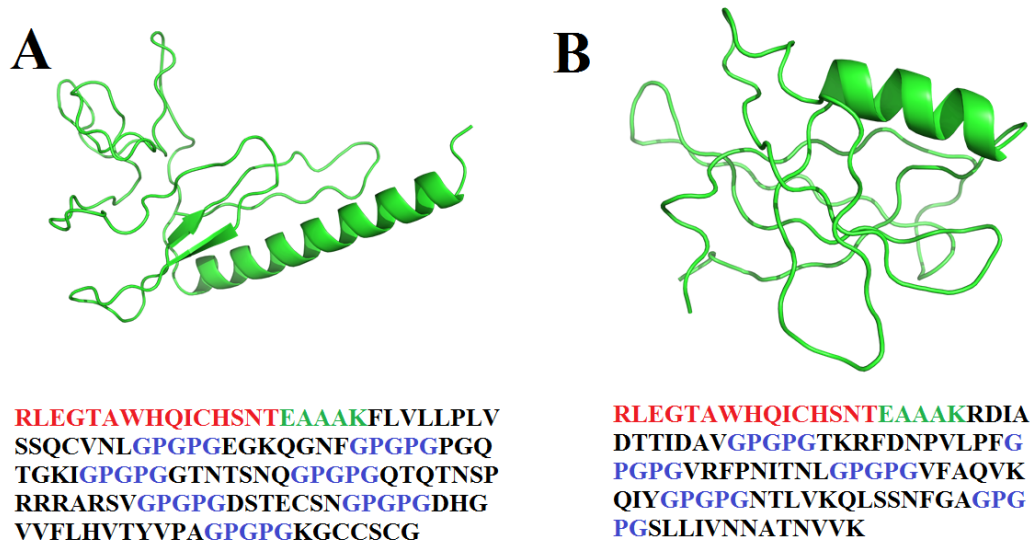 A
B
RLEGTAWHQICHSNTEAAAKFLVLLPLV
SSQCVNLGPGPGEGKQGNFGPGPGPGQ
TGKIGPGPGGTNTSNQGPGPGQTQTNSP
RRRARSVGPGPGDSTECSNGPGPGDHG
VVFLHVTYVPAGPGPGKGCCSCG
RLEGTAWHQICHSNTEAAAKRDIA
DTTIDAVGPGPGTKRFDNPVLPFG
PGPGVRFPNITNLGPGPGVFAQVK
QIYGPGPGNTLVKQLSSNFGAGPG
PGSLLIVNNATNVVK